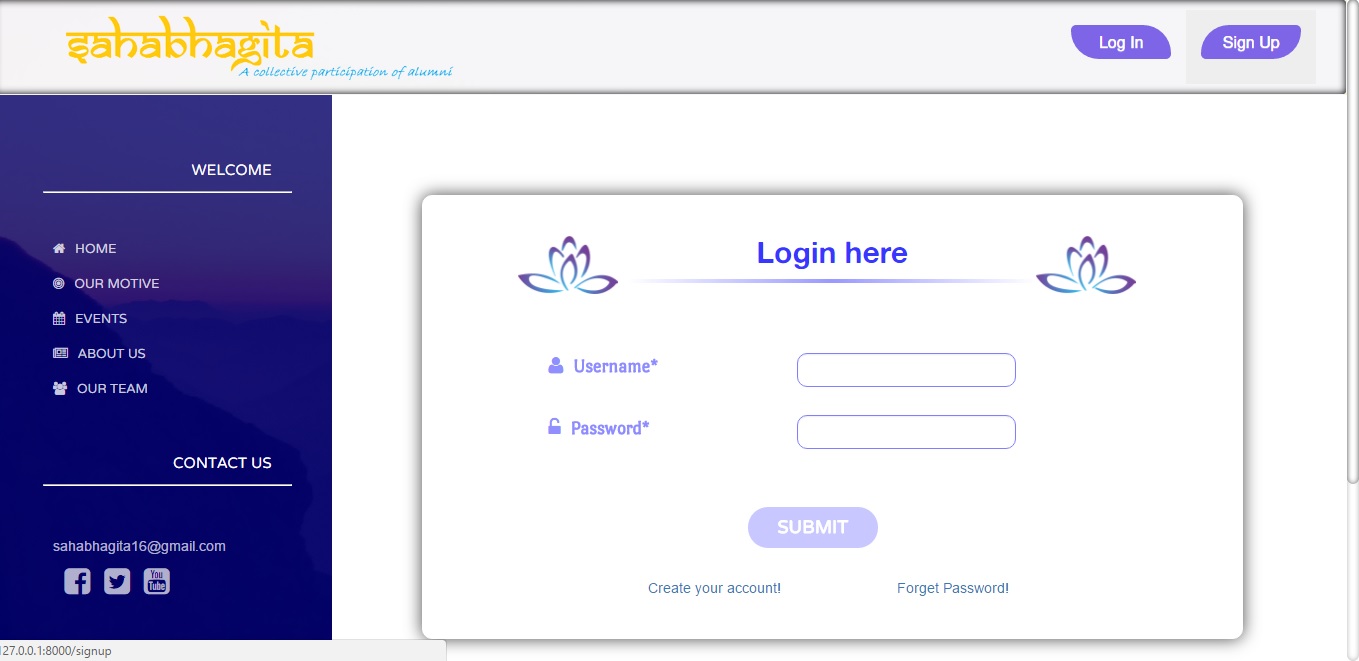 sahabhagita
A collective participation of alumni
Log In
Sign Up
WELCOME
HOME
OUR MOTIVE
EVENTS
ABOUT US
OUR TEAM
CONTACT US
sahabhagita16@gmail.com
You
Tube
Login here
Username*
Password*
SUBMIT
Create your account! Forget Password!
127.0.0.1:8000/signup